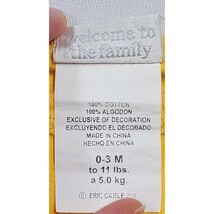 welcome to
the family
100% COTTON
100% ALGODON
EXCLUSIVE OF DECORATION
EXCLUYENDO EL DECORADO
MADE IN CHINA
HECHO EN CHINA
0-3 M
to 11 lbs.
a 5.0 kg.
© ERIC CARLE